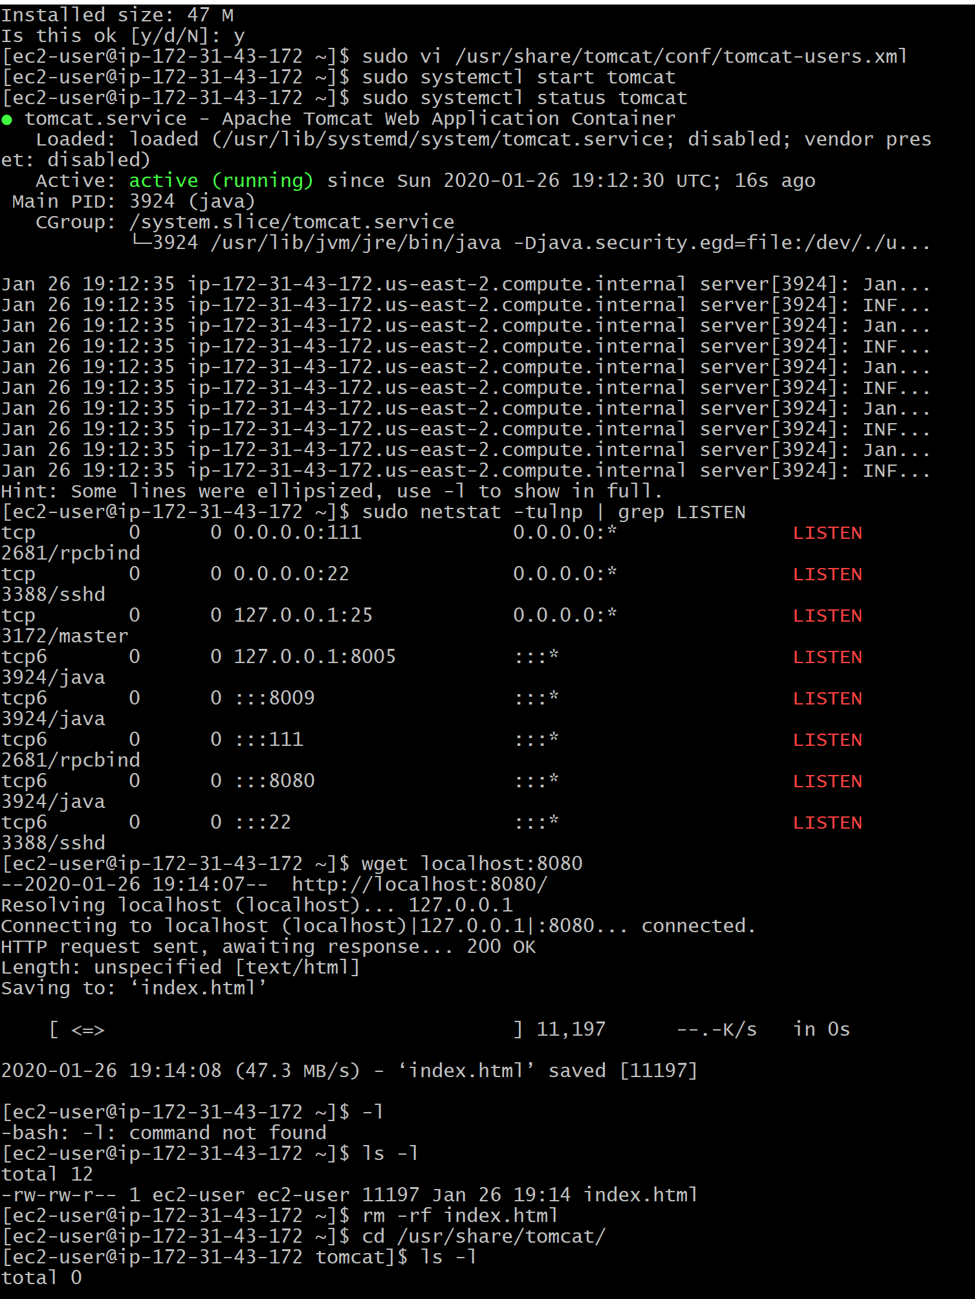 Installed size: 47 M
Is this ok [y/d/N]: y
[ec2-user@ip-172-31-43-172 ~]$ sudo vi /usr/share/tomcat/conf/tomcat-users.xml
[ec2-user@ip-172-31-43-172 ~]$ sudo systemctl start tomcat
[ec2-user@ip-172-31-43-172 ~]$ sudo systemctl status tomcat
● tomcat.service - Apache Tomcat Web Application Container
   Loaded: loaded (/usr/lib/systemd/system/tomcat.service; disabled; vendor pres
et: disabled)
   Active: active (running) since Sun 2020-01-26 19:12:30 UTC; 16s ago
 Main PID: 3924 (java)
   CGroup: /system.slice/tomcat.service
           └─3924 /usr/lib/jvm/jre/bin/java -Djava.security.egd=file:/dev/./u...
Jan 26 19:12:35 ip-172-31-43-172.us-east-2.compute.internal server[3924]: Jan...
Jan 26 19:12:35 ip-172-31-43-172.us-east-2.compute.internal server[3924]: INF...
Jan 26 19:12:35 ip-172-31-43-172.us-east-2.compute.internal server[3924]: Jan...
Jan 26 19:12:35 ip-172-31-43-172.us-east-2.compute.internal server[3924]: INF...
Jan 26 19:12:35 ip-172-31-43-172.us-east-2.compute.internal server[3924]: Jan...
Jan 26 19:12:35 ip-172-31-43-172.us-east-2.compute.internal server[3924]: INF...
Jan 26 19:12:35 ip-172-31-43-172.us-east-2.compute.internal server[3924]: Jan...
Jan 26 19:12:35 ip-172-31-43-172.us-east-2.compute.internal server[3924]: INF...
Jan 26 19:12:35 ip-172-31-43-172.us-east-2.compute.internal server[3924]: Jan...
Jan 26 19:12:35 ip-172-31-43-172.us-east-2.compute.internal server[3924]: INF...
Hint: Some lines were ellipsized, use -l to show in full.
[ec2-user@ip-172-31-43-172 ~]$ sudo netstat -tulnp | grep LISTEN
tcp        0      0 0.0.0.0:111             0.0.0.0:*               LISTEN
2681/rpcbind
tcp        0      0 0.0.0.0:22              0.0.0.0:*               LISTEN
3388/sshd
tcp        0      0 127.0.0.1:25            0.0.0.0:*               LISTEN
3172/master
tcp6       0      0 127.0.0.1:8005          :::*                    LISTEN
3924/java
tcp6       0      0 :::8009                 :::*                    LISTEN
3924/java
tcp6       0      0 :::111                  :::*                    LISTEN
2681/rpcbind
tcp6       0      0 :::8080                 :::*                    LISTEN
3924/java
tcp6       0      0 :::22                   :::*                    LISTEN
3388/sshd
[ec2-user@ip-172-31-43-172 ~]$ wget localhost:8080
--2020-01-26 19:14:07--  http://localhost:8080/
Resolving localhost (localhost)... 127.0.0.1
Connecting to localhost (localhost)|127.0.0.1|:8080... connected.
HTTP request sent, awaiting response... 200 OK
Length: unspecified [text/html]
Saving to: ‘index.html’
    [ <=>                                   ] 11,197      --.-K/s   in 0s
2020-01-26 19:14:08 (47.3 MB/s) - ‘index.html’ saved [11197]
[ec2-user@ip-172-31-43-172 ~]$ -l
-bash: -l: command not found
[ec2-user@ip-172-31-43-172 ~]$ ls -l
total 12
-rw-rw-r-- 1 ec2-user ec2-user 11197 Jan 26 19:14 index.html
[ec2-user@ip-172-31-43-172 ~]$ rm -rf index.html
[ec2-user@ip-172-31-43-172 ~]$ cd /usr/share/tomcat/
[ec2-user@ip-172-31-43-172 tomcat]$ ls -l
total 0